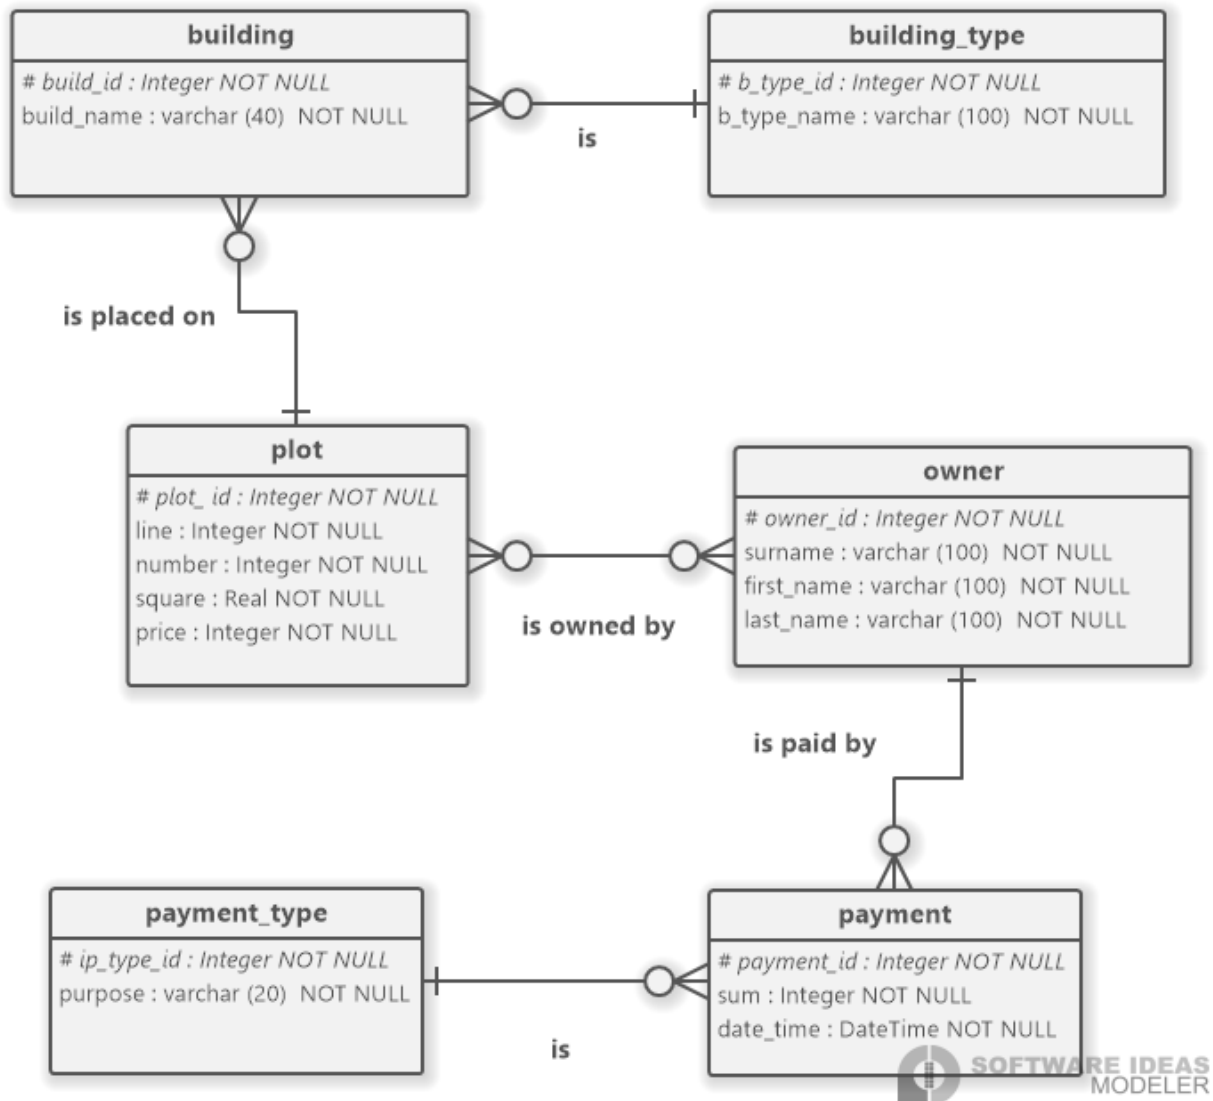 building
# build_id : Integer NOT NULL
build_name : varchar (40) NOT NULL
building_type
# b_type_id : Integer NOT NULL
b_type_name : varchar (100) NOT NULL
is
is placed on
plot
# plot_ id : Integer NOT NULL
line : Integer NOT NULL
number : Integer NOT NULL
square : Real NOT NULL
price : Integer NOT NULL
owner
# owner_id : Integer NOT NULL
surname : varchar (100) NOT NULL
first_name : varchar (100) NOT NULL
last_name : varchar (100) NOT NULL
is owned by
is paid by
payment_type
# ip_type_id : Integer NOT NULL
purpose : varchar (20) NOT NULL
payment
# payment_id : Integer NOT NULL
sum : Integer NOT NULL
date_time : DateTime NOT NULL
is
SOFTWARE IDEAS
MODELER